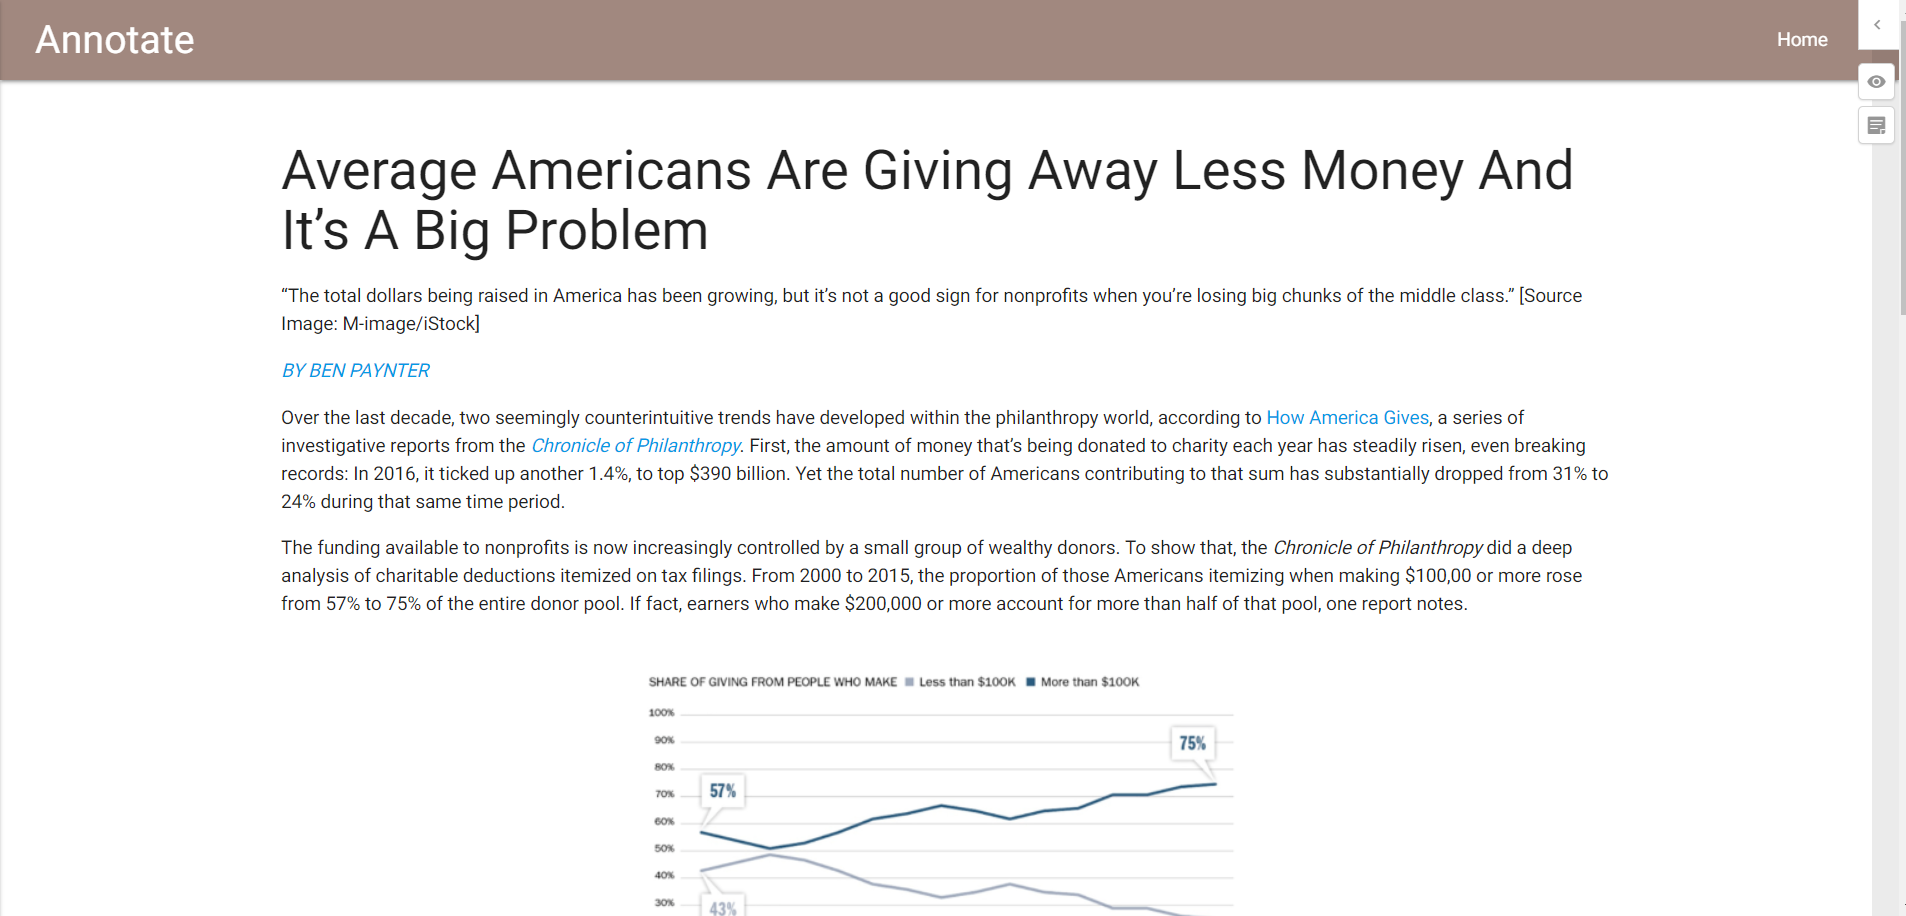 Annotate
Home
Average Americans Are Giving Away Less Money And
It’s A Big Problem
“The total dollars being raised in America has been growing, but it’s not a good sign for nonprofits when you’re losing big chunks of the middle class.” [Source
Image: M-image/iStock]
BY BEN PAYNTER
Over the last decade, two seemingly counterintuitive trends have developed within the philanthropy world, according to How America Gives, a series of
investigative reports from the Chronicle of Philanthropy. First, the amount of money that’s being donated to charity each year has steadily risen, even breaking
records: In 2016, it ticked up another 1.4%, to top $390 billion. Yet the total number of Americans contributing to that sum has substantially dropped from 31% to
24% during that same time period.
The funding available to nonprofits is now increasingly controlled by a small group of wealthy donors. To show that, the Chronicle of Philanthropy did a deep
analysis of charitable deductions itemized on tax filings. From 2000 to 2015, the proportion of those Americans itemizing when making $100,00 or more rose
from 57% to 75% of the entire donor pool. If fact, earners who make $200,000 or more account for more than half of that pool, one report notes.
SHARE OF GIVING FROM PEOPLE WHO MAKE Less than $100K More than $100K
100%
90%
75%
80%
70%
57%
60%
50%
40%
30%
43%